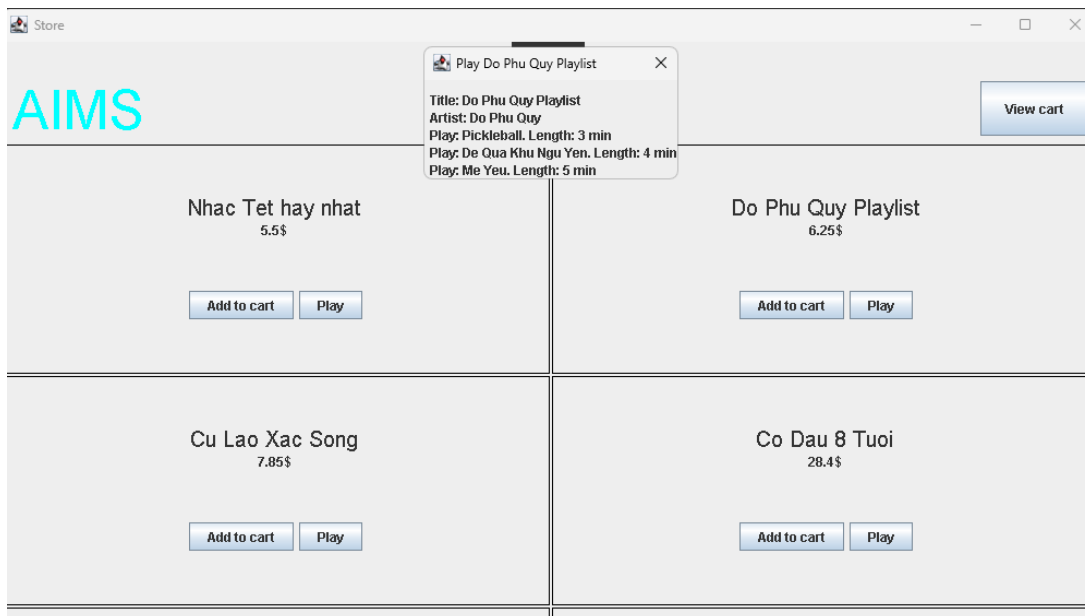 Store
Play Do Phu Quy Playlist
Title: Do Phu Quy Playlist
Artist: Do Phu Quy
Play: Pickleball. Length: 3 min
Play: De Qua Khu Ngu Yen. Length: 4 min
Play: Me Yeu. Length: 5 min
AIMS
View cart
Nhac Tet hay nhat
5.5$
Add to cart
Play
Do Phu Quy Playlist
6.25$
Add to cart
Play
Cu Lao Xac Song
7.85$
Add to cart
Play
Co Dau 8 Tuoi
28.4$
Add to cart
Play